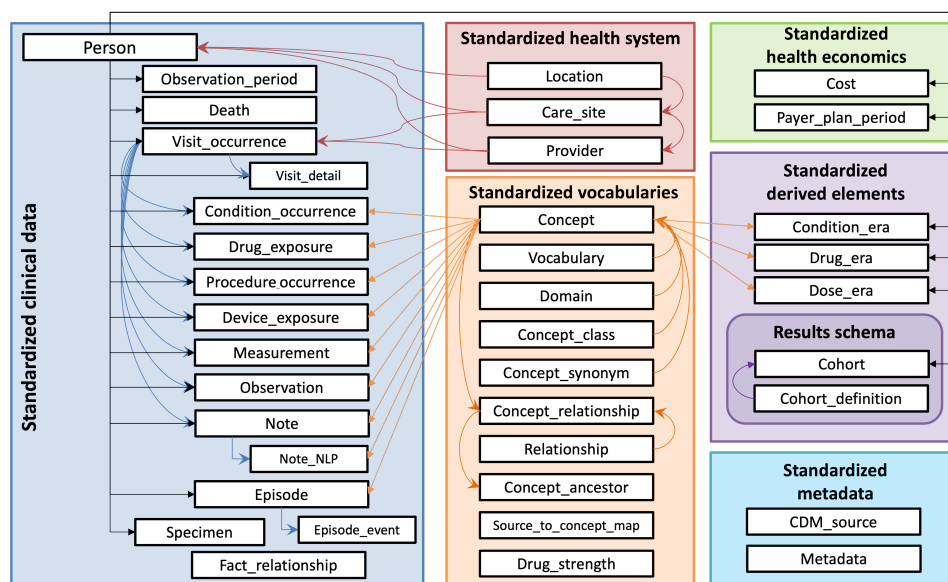 Standardized clinical data
Person
Observation_period
Death
Visit_occurrence
Visit_detail
Condition_occurrence
Drug_exposure
Procedure_occurrence
Device_exposure
Measurement
Observation
Note
Note_NLP
Episode
Episode_event
Specimen
Fact_relationship
Standardized health system
Location
Care_site
Provider
Standardized vocabularies
Concept
Vocabulary
Domain
Concept_class
Concept_synonym
Concept_relationship
Relationship
Concept_ancestor
Source_to_concept_map
Drug_strength
Standardized
health economics
Cost
Payer_plan_period
Standardized
derived elements
Condition_era
Drug_era
Dose_era
Results schema
Cohort
Cohort_definition
Standardized
metadata
CDM_source
Metadata